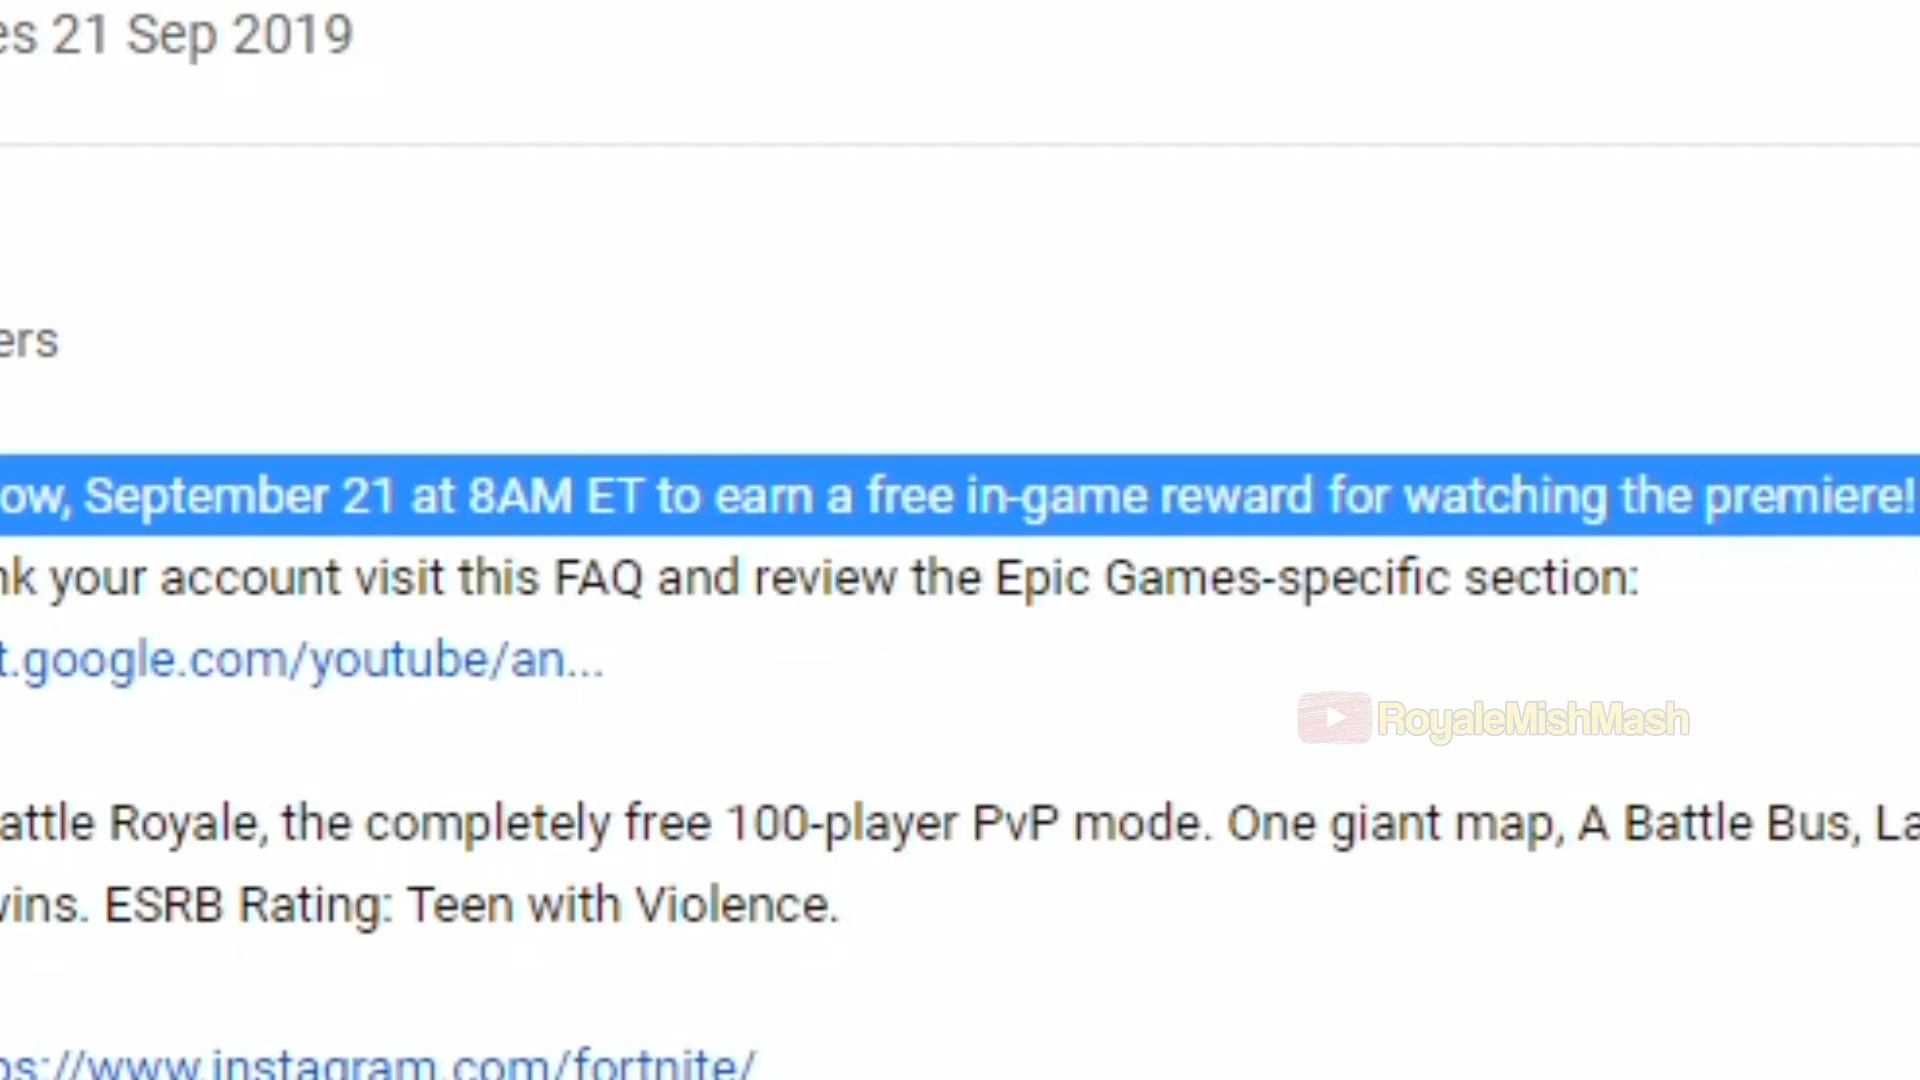 es 21 Sep 2019
ers
ow, September 21 at 8AM ET to earn a free in-game reward for watching the premiere!
nk your account visit this FAQ and review the Epic Games-specific section:
t.google.com/youtube/an...
RoyaleMishMash
attle Royale, the completely free 100-player PvP mode. One giant map, A Battle Bus, La
wins. ESRB Rating: Teen with Violence.
ps://www.instagram.com/fortnite/